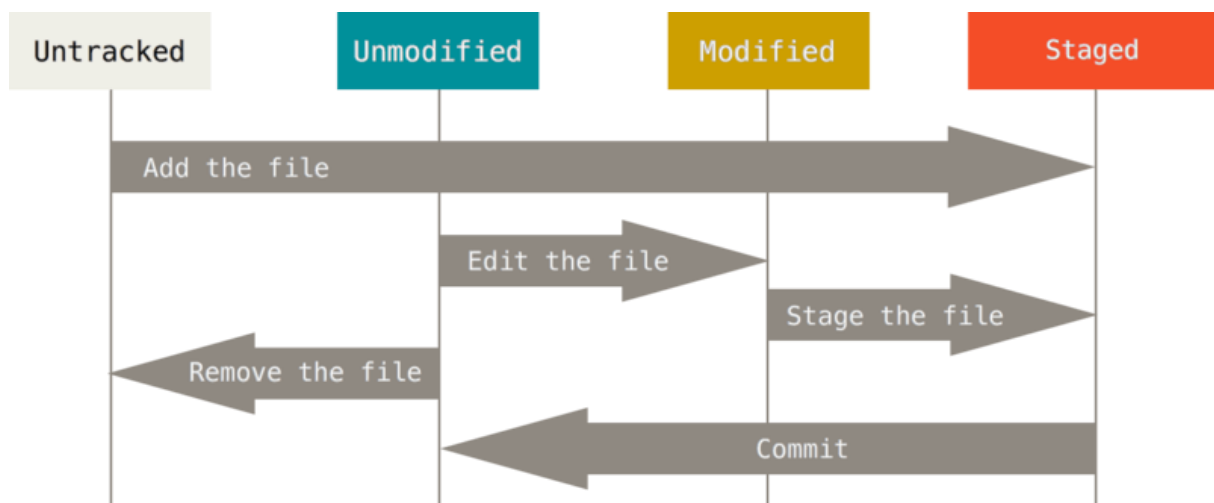 Untracked
Unmodified
Modified
Staged
Add the file
Edit the file
Stage the file
Remove the file
Commit